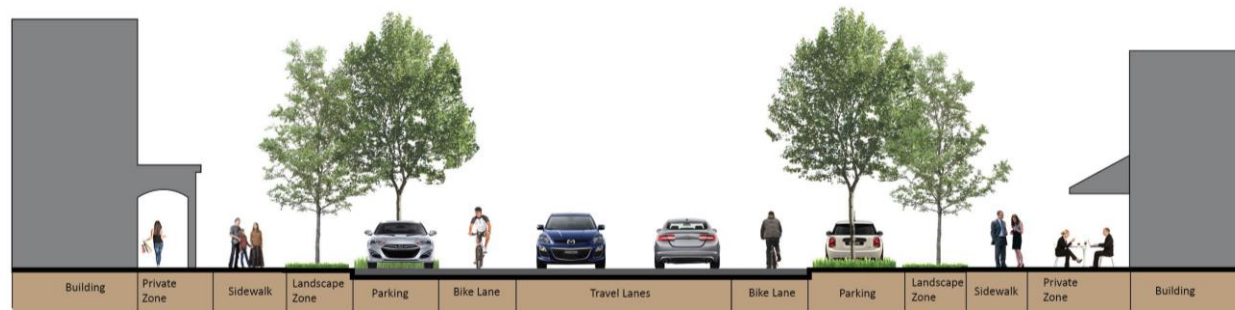 Building
Private
Zone
Sidewalk
Landscape
Zone
Parking
Bike Lane
Travel Lanes
Bike Lane
Parking
Landscape
Zone
Sidewalk
Private
Zone
Building